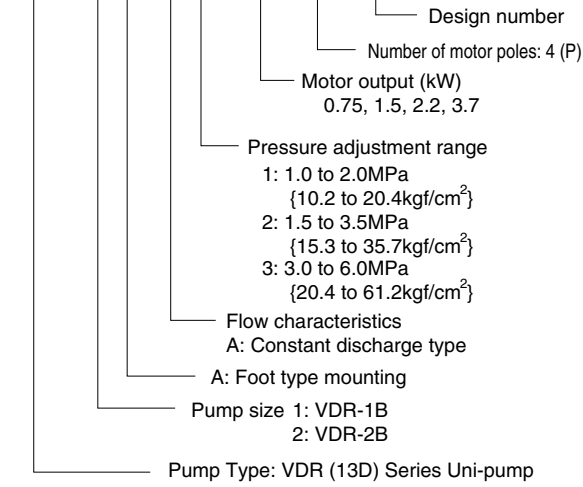 Design number
Number of motor poles: 4 (P)
Motor output (kW)
0.75, 1.5, 2.2, 3.7
Pressure adjustment range
1: 1.0 to 2.0MPa
{10.2 to 20.4kgf/cm²}
2: 1.5 to 3.5MPa
{15.3 to 35.7kgf/cm²}
3: 3.0 to 6.0MPa
{20.4 to 61.2kgf/cm²}
Flow characteristics
A: Constant discharge type
A: Foot type mounting
Pump size 1: VDR-1B
2: VDR-2B
Pump Type: VDR (13D) Series Uni-pump